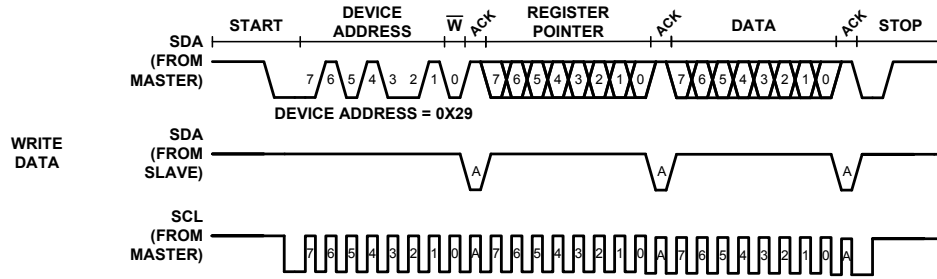 START DEVICE ADDRESS W ACK REGISTER POINTER ACK DATA ACK STOP
SDA (FROM MASTER)
7 6 5 4 3 2 1 0 7 6 5 4 3 2 1 0 7 6 5 4 3 2 1 0
DEVICE ADDRESS = 0X29
WRITE DATA
SDA (FROM SLAVE)
A A A
SCL (FROM MASTER)
7 6 5 4 3 2 1 0 A 7 6 5 4 3 2 1 0 A 7 6 5 4 3 2 1 0 A